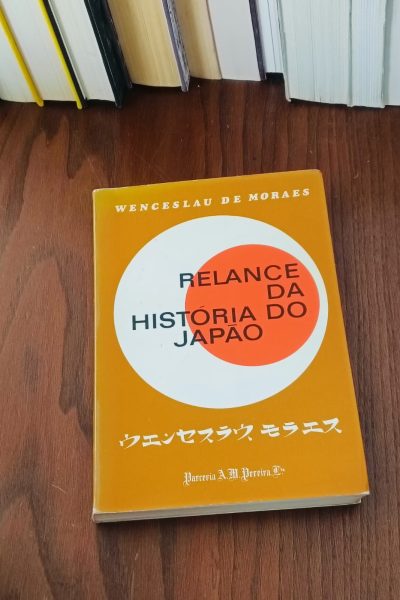 WENCESLAU DE MORAES
RELANCE
DA
HISTÓRIA DO
JAPÃO
ウエンセスラウス モラエス
Parceria A.M. Pereira, L.da